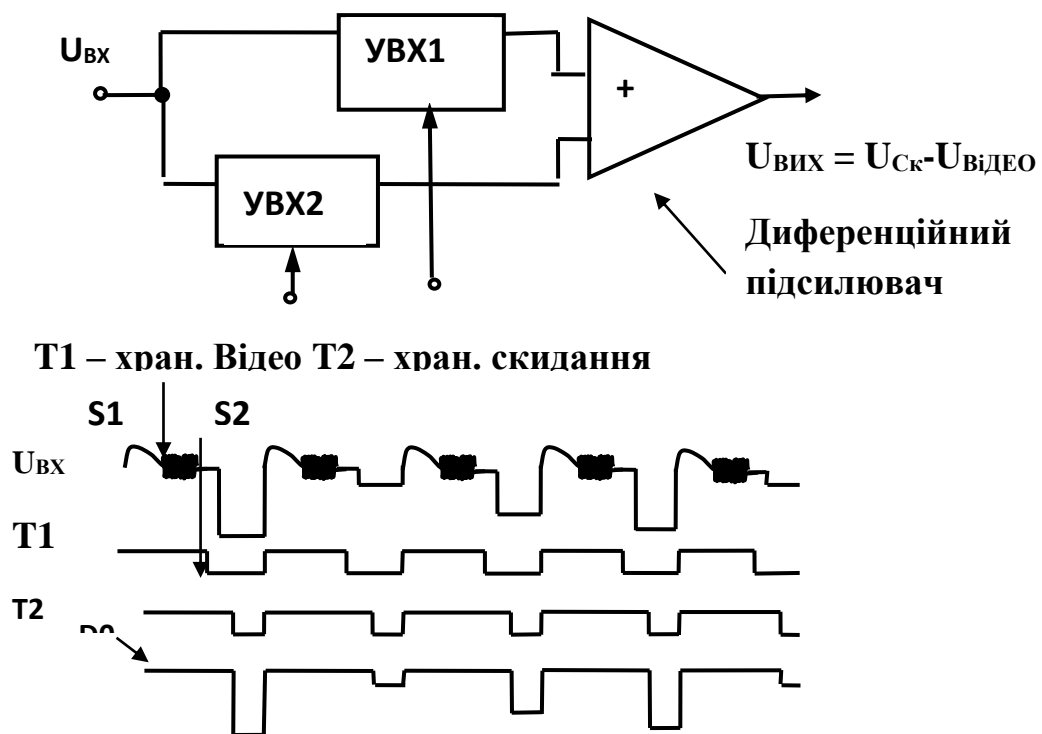 UВХ
УВХ1
+
УВХ2
UВИХ = UСк-UВіДЕО
Диференційний
підсилювач
Т1 – хран. Відео Т2 – хран. скидання
S1 S2
UВХ
Т1
Т2